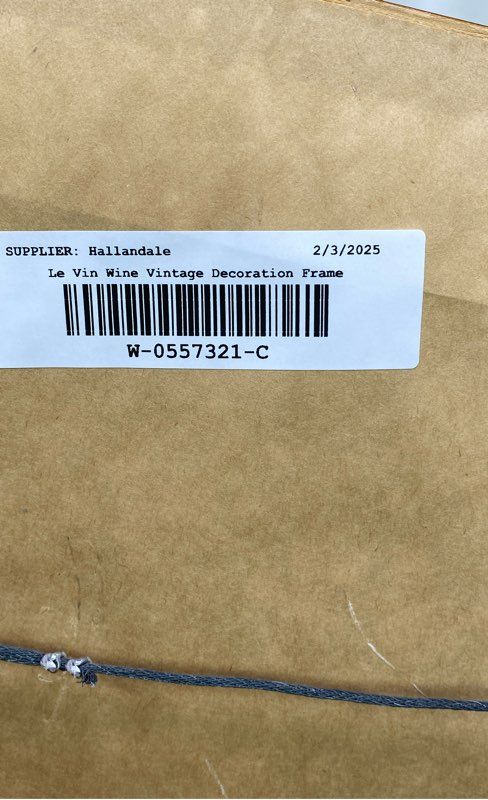 SUPPLIER: Hallandale 2/3/2025
Le Vin Wine Vintage Decoration Frame
W-0557321-C